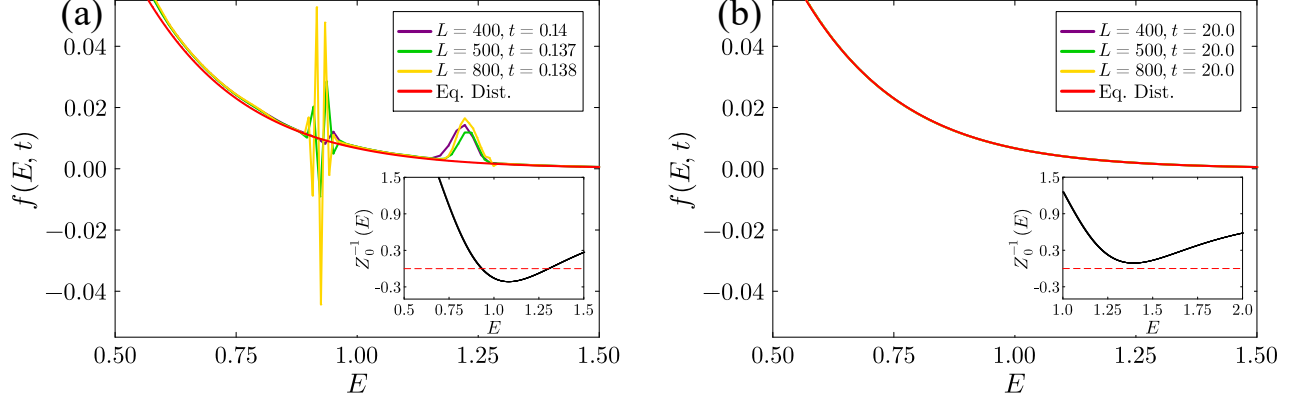 (a)
f(E, t)
0.04
0.02
0.00
−0.02
−0.04
L = 400, t = 0.14
L = 500, t = 0.137
L = 800, t = 0.138
Eq. Dist.
Z₀⁻¹(E)
1.5
0.9
0.3
-0.3
0.5 0.75 1.0 1.25 1.5
E
0.50 0.75 1.00 1.25 1.50
E
(b)
f(E, t)
0.04
0.02
0.00
−0.02
−0.04
L = 400, t = 20.0
L = 500, t = 20.0
L = 800, t = 20.0
Eq. Dist.
Z₀⁻¹(E)
1.5
0.9
0.3
-0.3
1.0 1.25 1.5 1.75 2.0
E
0.50 0.75 1.00 1.25 1.50
E